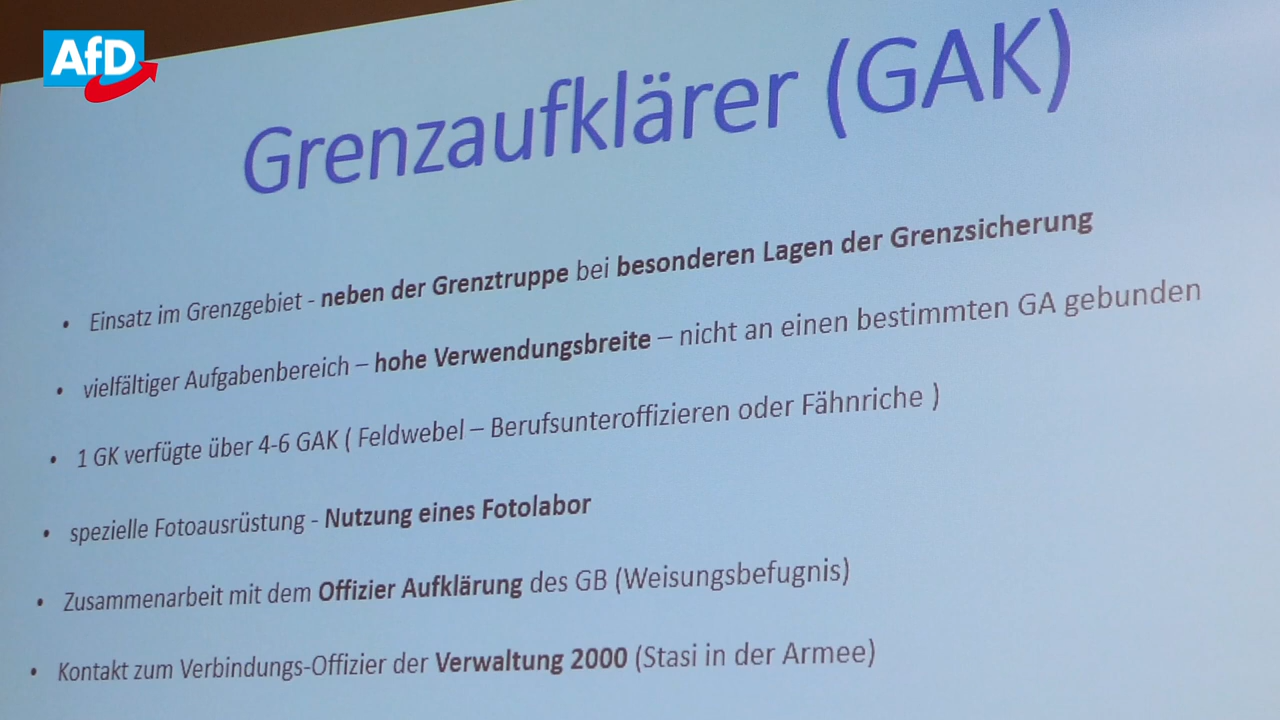 AfD
Grenzaufklärer (GAK)
• Einsatz im Grenzgebiet - neben der Grenztruppe bei besonderen Lagen der Grenzsicherung
• vielfältiger Aufgabenbereich – hohe Verwendungsbreite – nicht an einen bestimmten GA gebunden
• 1 GK verfügte über 4-6 GAK ( Feldwebel – Berufsunteroffizieren oder Fähnriche )
• spezielle Fotoausrüstung - Nutzung eines Fotolabor
• Zusammenarbeit mit dem Offizier Aufklärung des GB (Weisungsbefugnis)
• Kontakt zum Verbindungs-Offizier der Verwaltung 2000 (Stasi in der Armee)